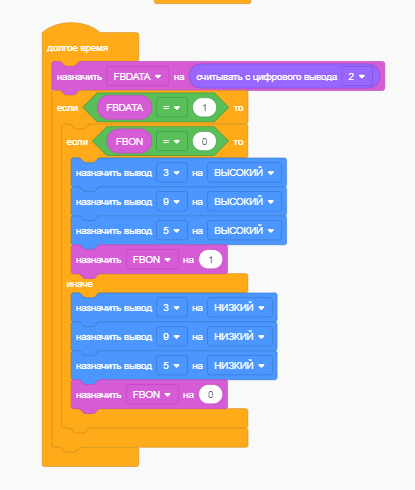 долгое время
назначить FBDATA на считывать с цифрового вывода 2
если FBDATA = 1 то
если FBON = 0 то
назначить вывод 3 на ВЫСОКИЙ
назначить вывод 9 на ВЫСОКИЙ
назначить вывод 5 на ВЫСОКИЙ
назначить FBON на 1
иначе
назначить вывод 3 на НИЗКИЙ
назначить вывод 9 на НИЗКИЙ
назначить вывод 5 на НИЗКИЙ
назначить FBON на 0